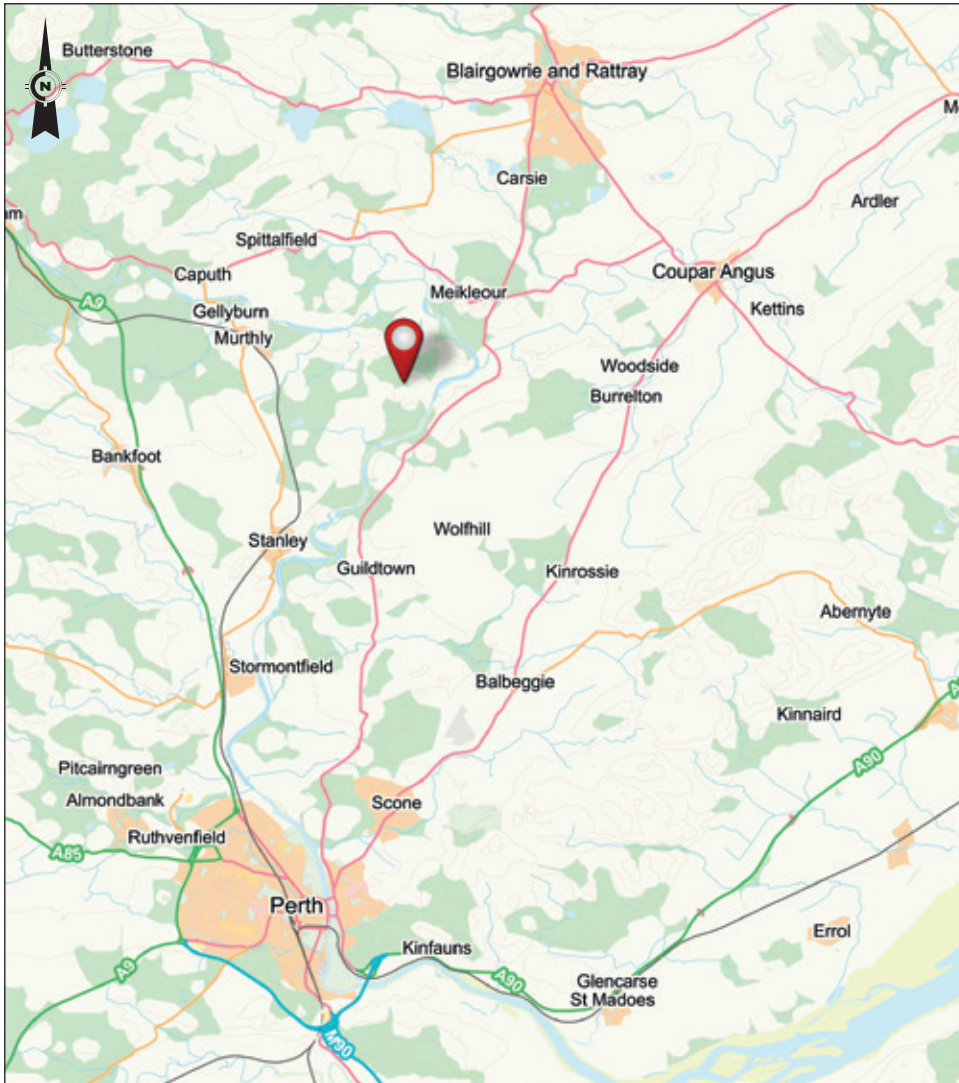 N
Butterstone
Blairgowrie and Rattray
Carsie
Ardler
am
Spittalfield
Caputh
Coupar Angus
A9
Meikleour
Gellyburn
Kettins
Murthly
Woodside
Burrelton
Bankfoot
Wolfhill
Stanley
Guildtown
Kinrossie
Abernyte
Stormontfield
Balbeggie
Kinnaird
Pitcairngreen
A90
Almondbank
Scone
Ruthvenfield
A85
Perth
Errol
Kinfauns
A9
A90
Glencarse
St Madoes
M90